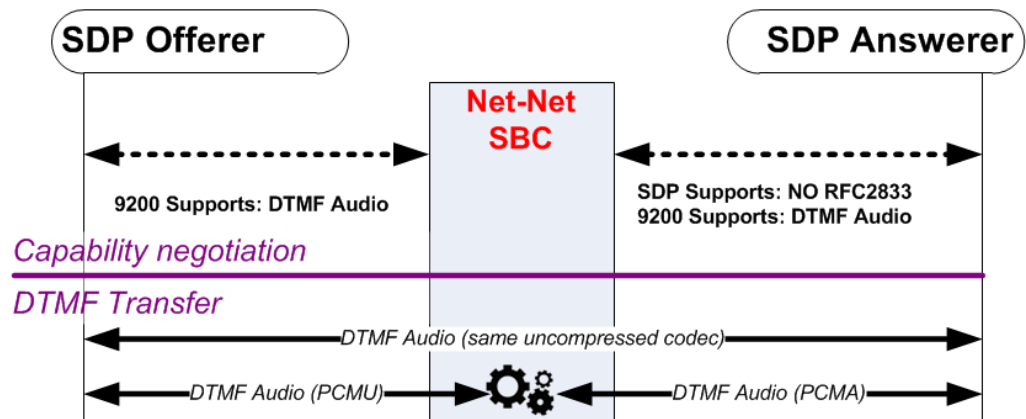 SDP Offerer
SDP Answerer
Net-Net
SBC
9200 Supports: DTMF Audio
SDP Supports: NO RFC2833
9200 Supports: DTMF Audio
Capability negotiation
DTMF Transfer
DTMF Audio (same uncompressed codec)
DTMF Audio (PCMU)
DTMF Audio (PCMA)